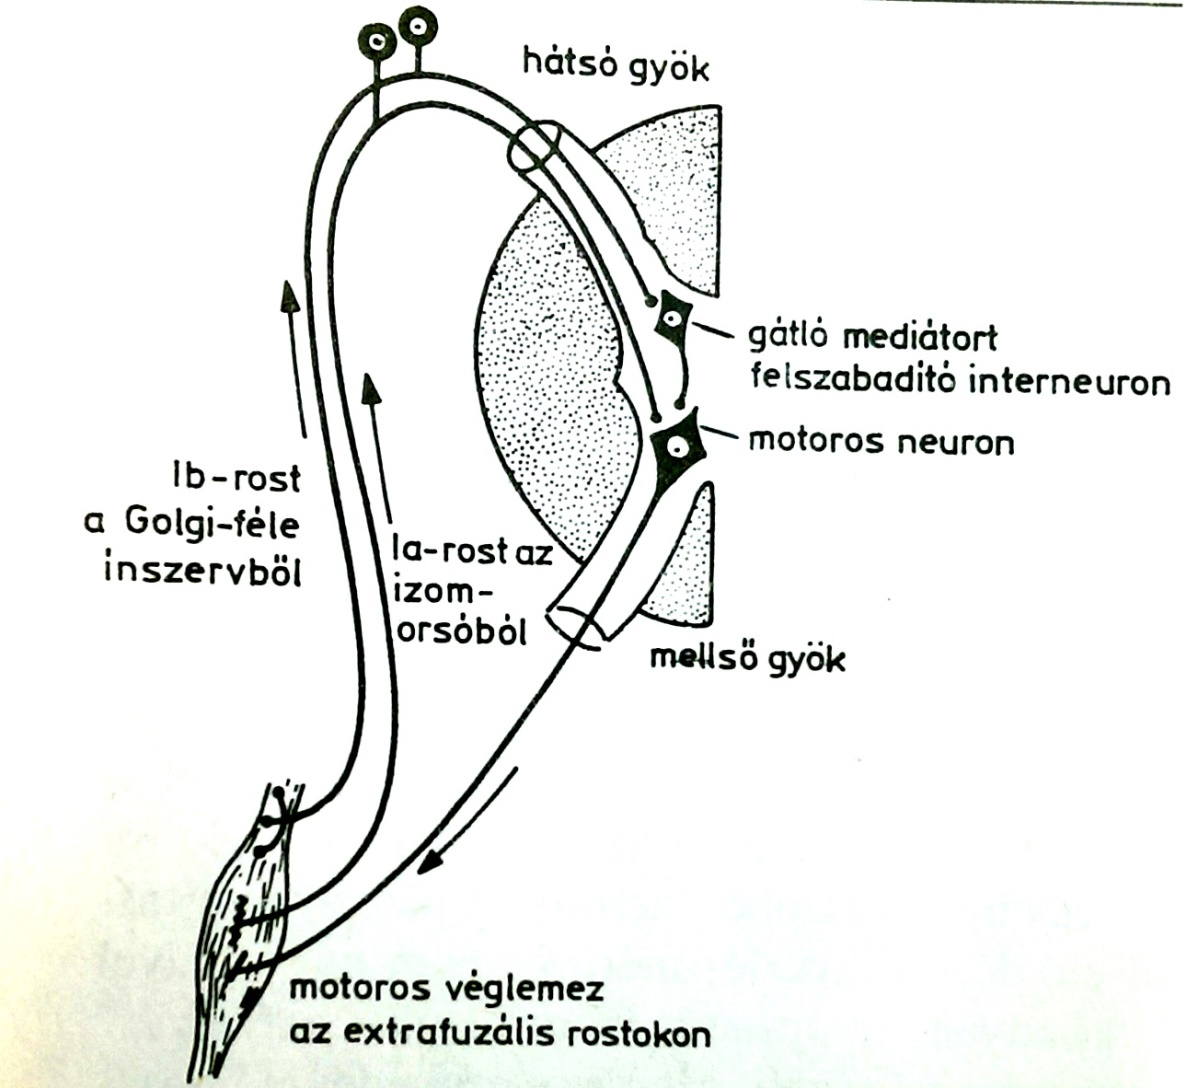 hátsó gyök
gátló mediátort
felszabadító interneuron
motoros neuron
Ib-rost
a Golgi-féle
ínszervből
Ia-rost az
izom-
orsóból
mellső gyök
motoros véglemez
az extrafuzális rostokon